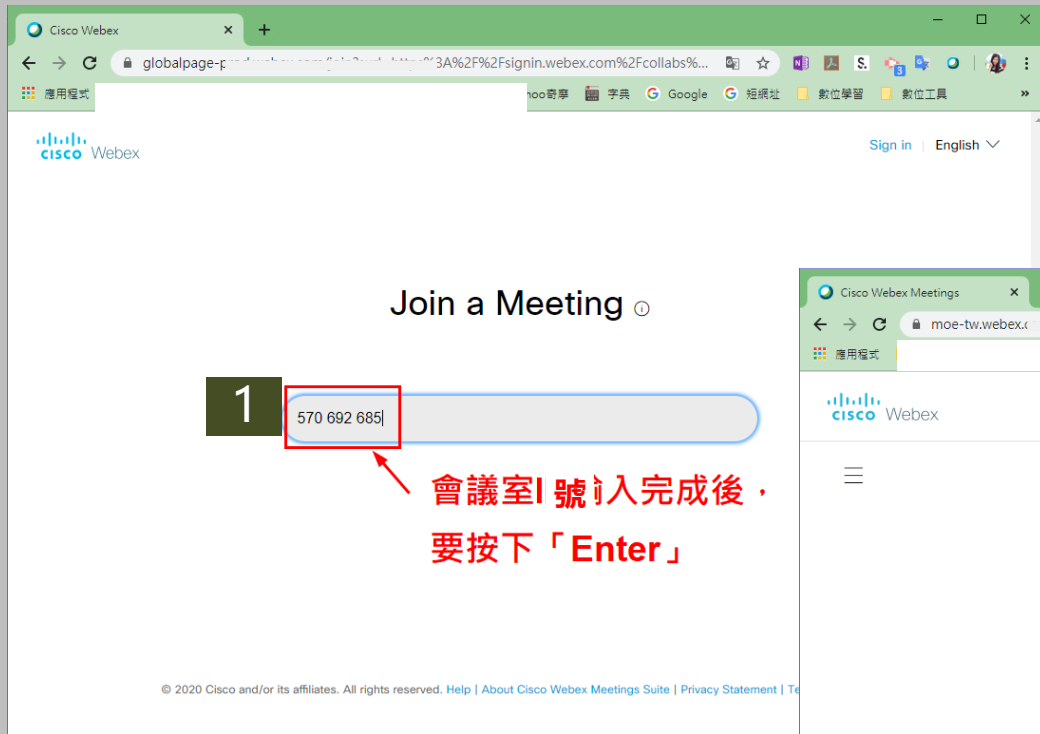 Cisco Webex
globalpage-p
3A%2F%2Fsignin.webex.com%2Fcollabs%...
應用程式
hoo奇摩 字典 Google 短網址 數位學習 數位工具
CISCO Webex
Sign in English
Join a Meeting
1
570 692 685
會議室 號 入完成後，
要按下「Enter」
© 2020 Cisco and/or its affiliates. All rights reserved. Help | About Cisco Webex Meetings Suite | Privacy Statement | Te
Cisco Webex Meetings
moe-tw.webex.c
應用程式
CISCO Webex